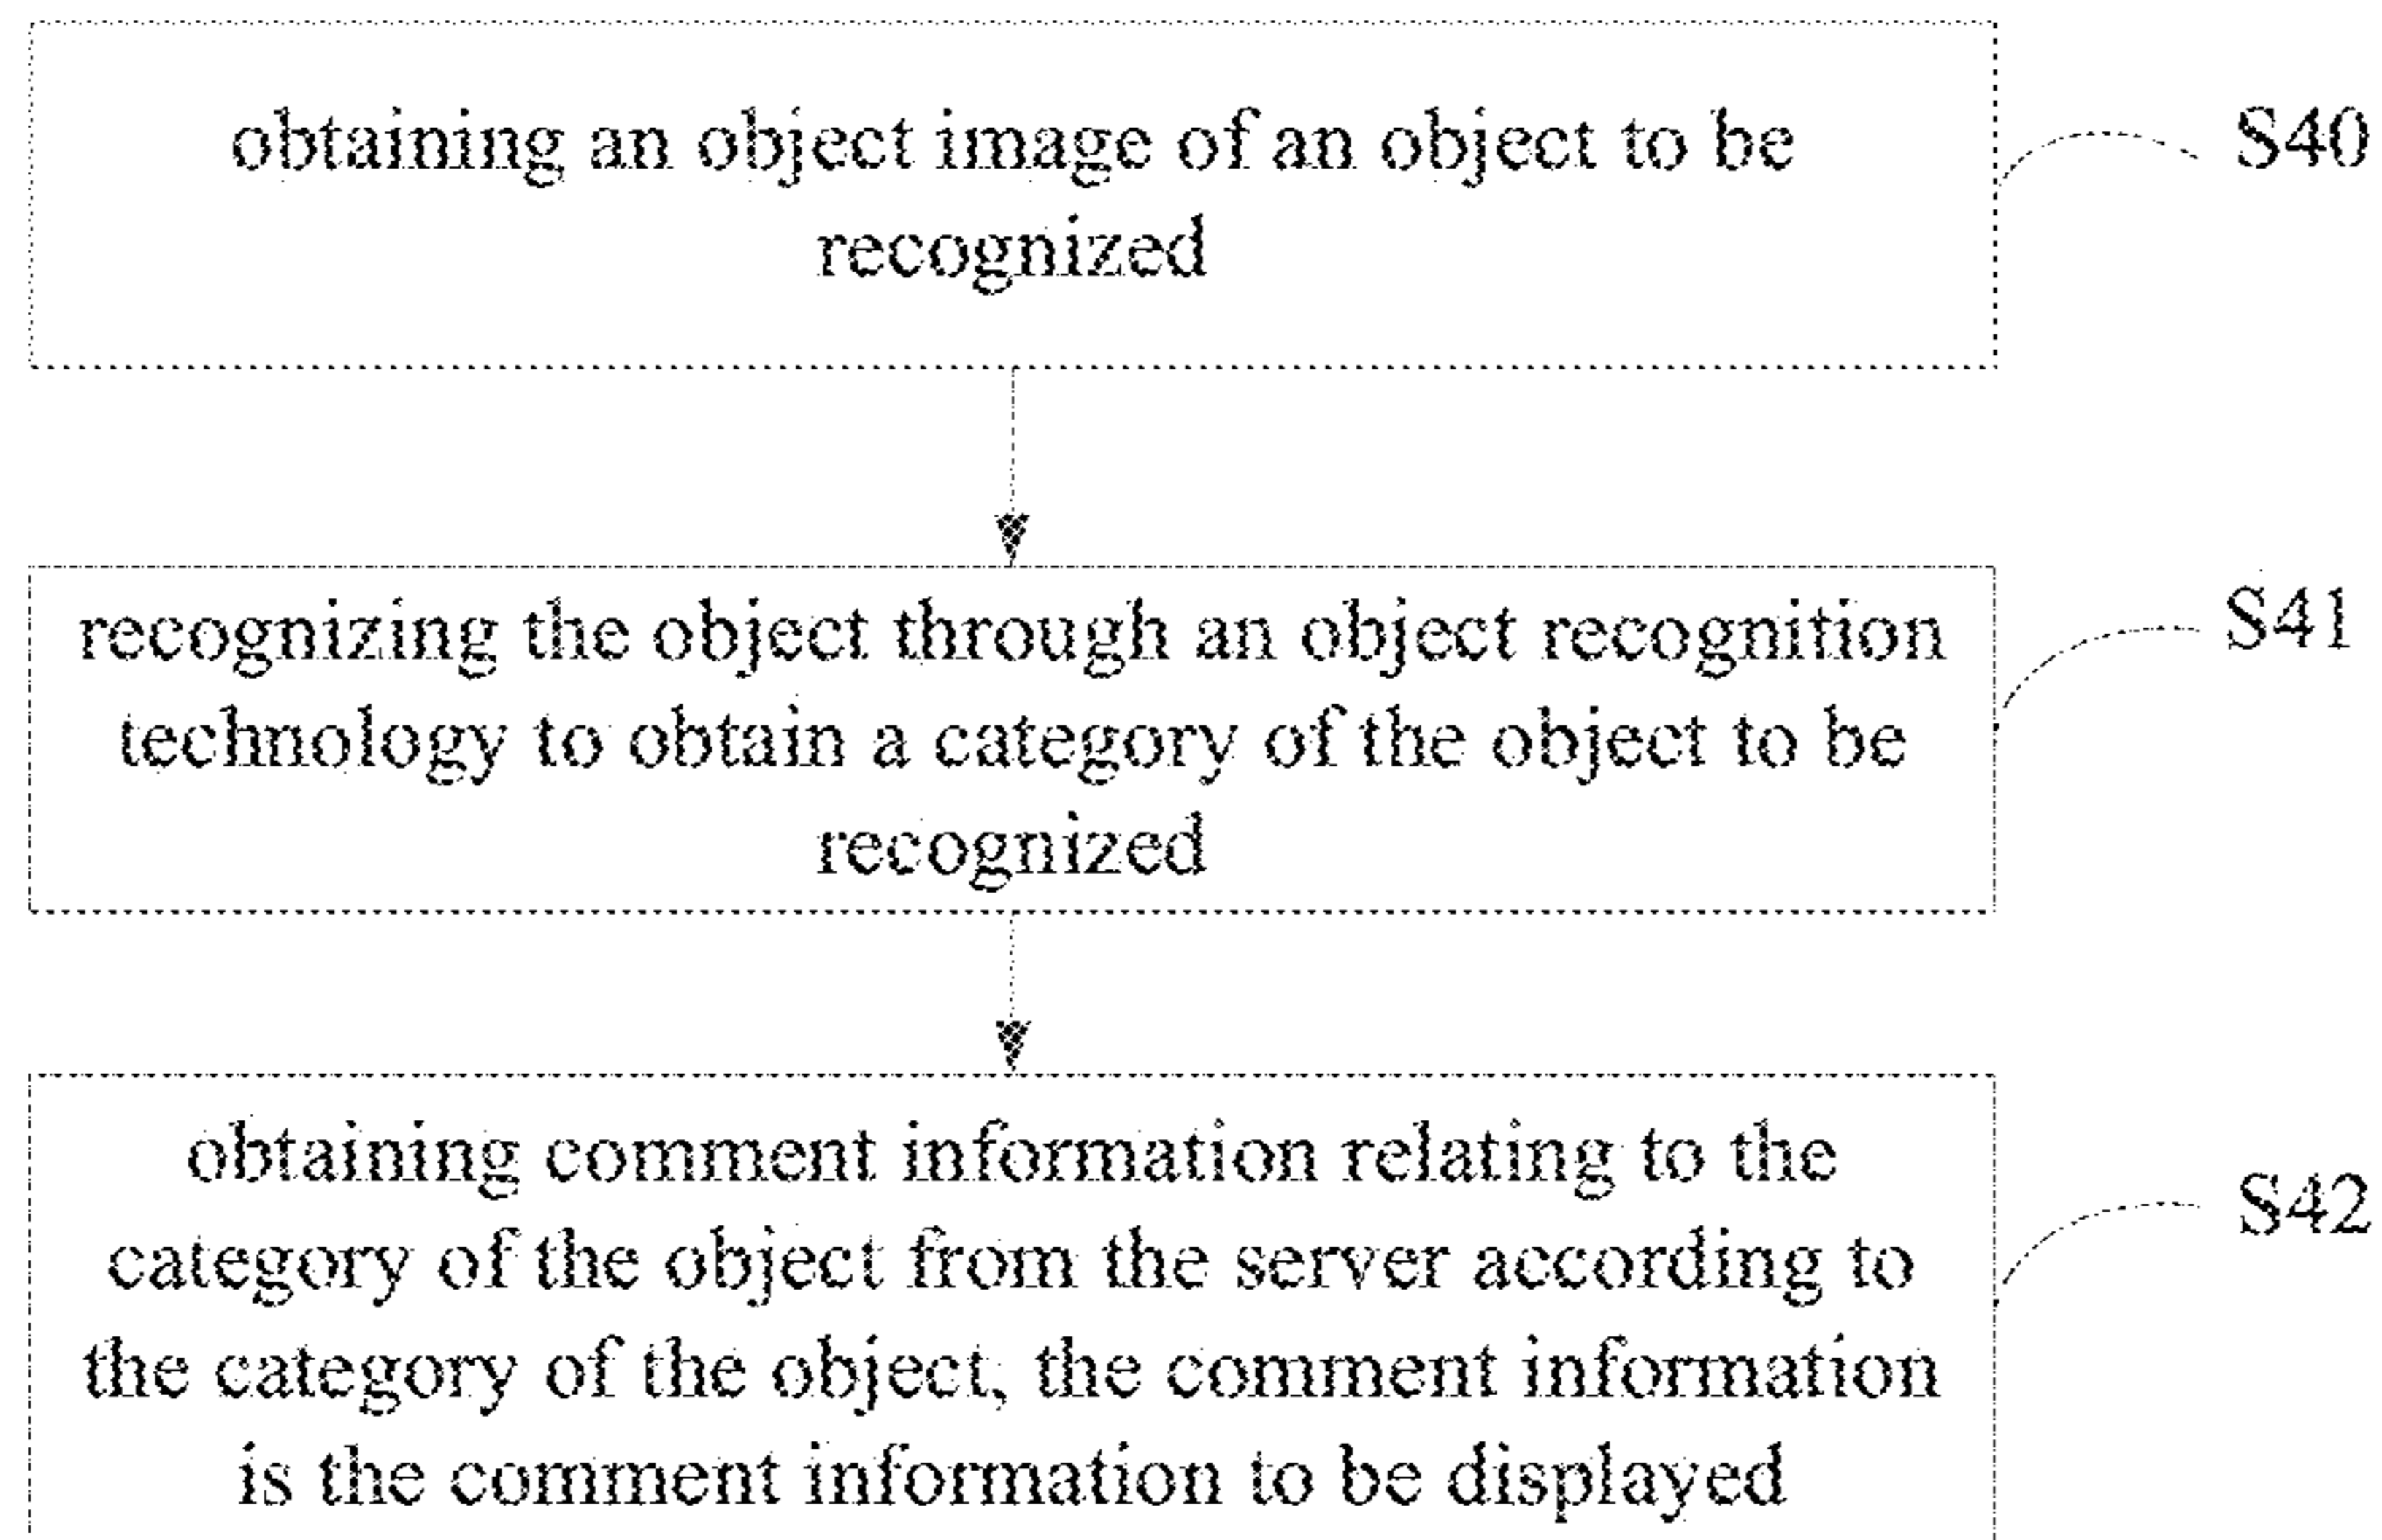 obtaining an object image of an object to be
recognized
S40
recognizing the object through an object recognition
technology to obtain a category of the object to be
recognized
S41
obtaining comment information relating to the
category of the object from the server according to
the category of the object, the comment information
is the comment information to be displayed
S42